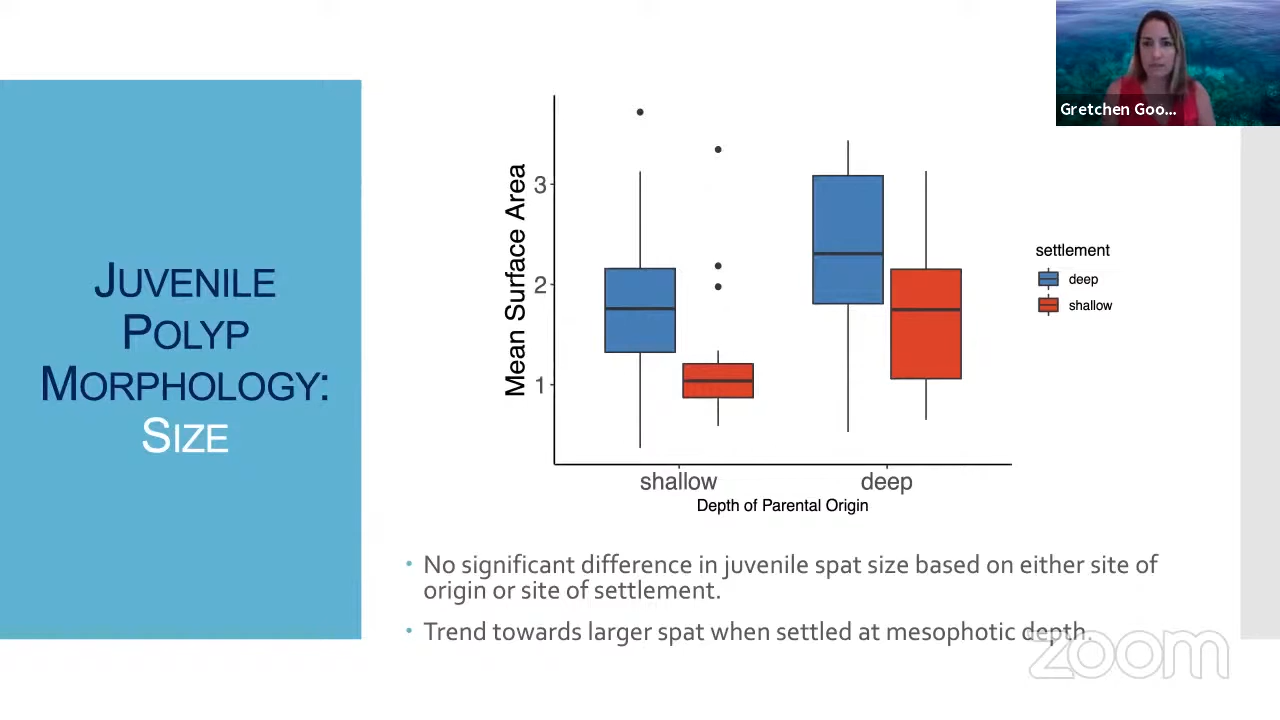 Gretchen Goo...
JUVENILE
POLYP
MORPHOLOGY:
SIZE
Mean Surface Area
3
2
1
shallow
deep
Depth of Parental Origin
settlement
deep
shallow
• No significant difference in juvenile spat size based on either site of
origin or site of settlement.
• Trend towards larger spat when settled at mesophotic depth.
zoom